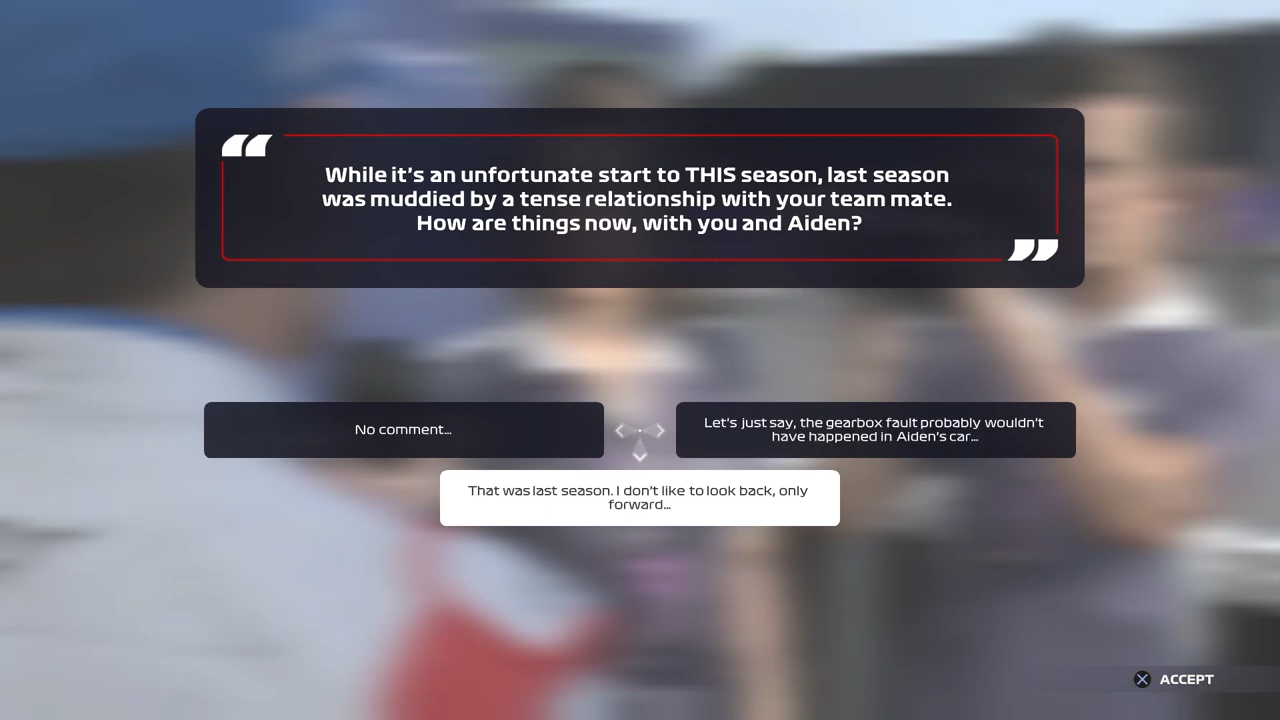 While it's an unfortunate start to THIS season, last season
was muddied by a tense relationship with your team mate.
How are things now, with you and Aiden?
No comment...
Let's just say, the gearbox fault probably wouldn't
have happened in Aiden's car...
That was last season. I don't like to look back, only
forward...
ACCEPT